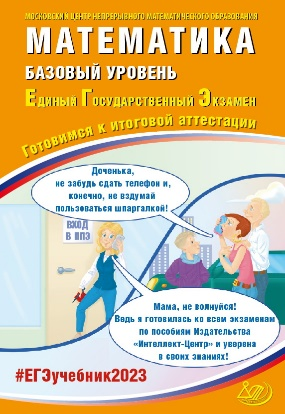 МОСКОВСКИЙ ЦЕНТР НЕПРЕРЫВНОГО МАТЕМАТИЧЕСКОГО ОБРАЗОВАНИЯ
МАТЕМАТИКА
БАЗОВЫЙ УРОВЕНЬ
ЕДИНЫЙ ГОСУДАРСТВЕННЫЙ ЭКЗАМЕН
Готовимся к итоговой аттестации
Доченька,
не забудь сдать телефон и,
конечно, не вздумай
пользоваться шпаргалкой!
ВХОД
В ППЭ
Мама, не волнуйся!
Ведь я готовилась ко всем экзаменам
по пособиям Издательства
«Интеллект-Центр» и уверена
в своих знаниях!
#ЕГЭучебник2023